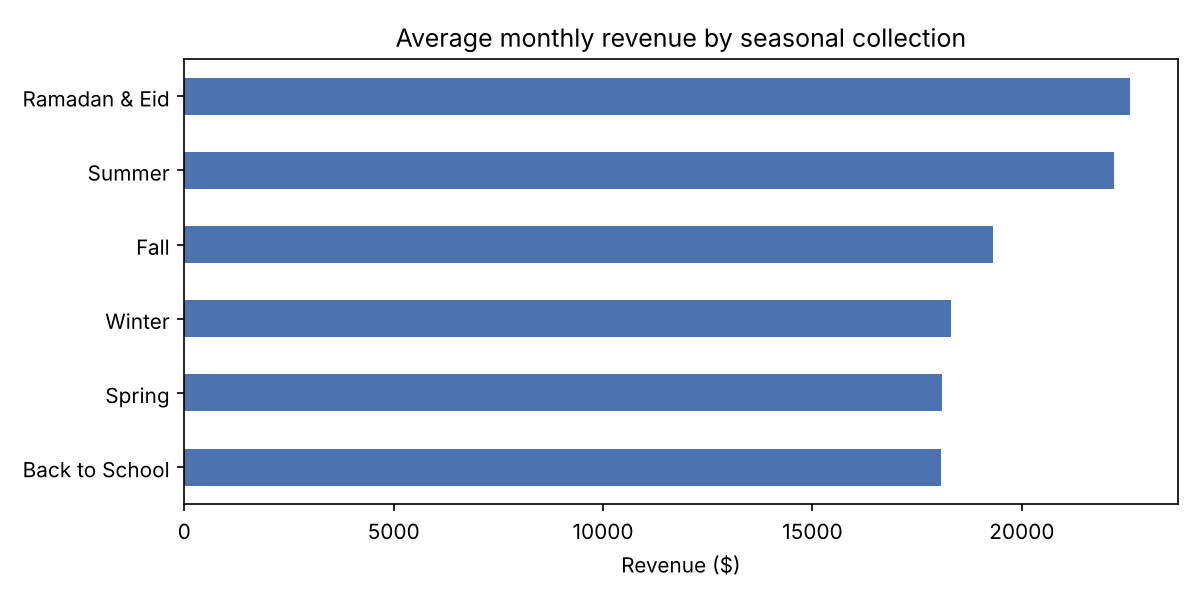 Average monthly revenue by seasonal collection
Ramadan & Eid
Summer
Fall
Winter
Spring
Back to School
0 5000 10000 15000 20000
Revenue ($)